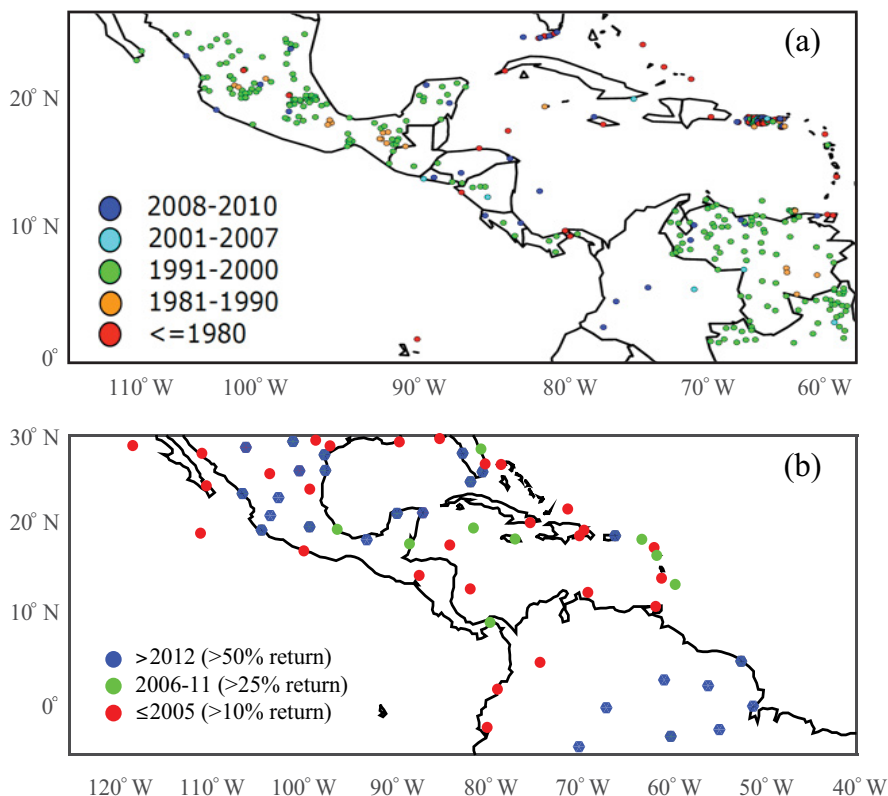 (a)
20° N
10° N
0°
2008-2010
2001-2007
1991-2000
1981-1990
<=1980
110° W 100° W 90° W 80° W 70° W 60° W
(b)
30° N
20° N
10° N
0°
>2012 (>50% return)
2006-11 (>25% return)
≤2005 (>10% return)
120° W 110° W 100° W 90° W 80° W 70° W 60° W 50° W 40° W